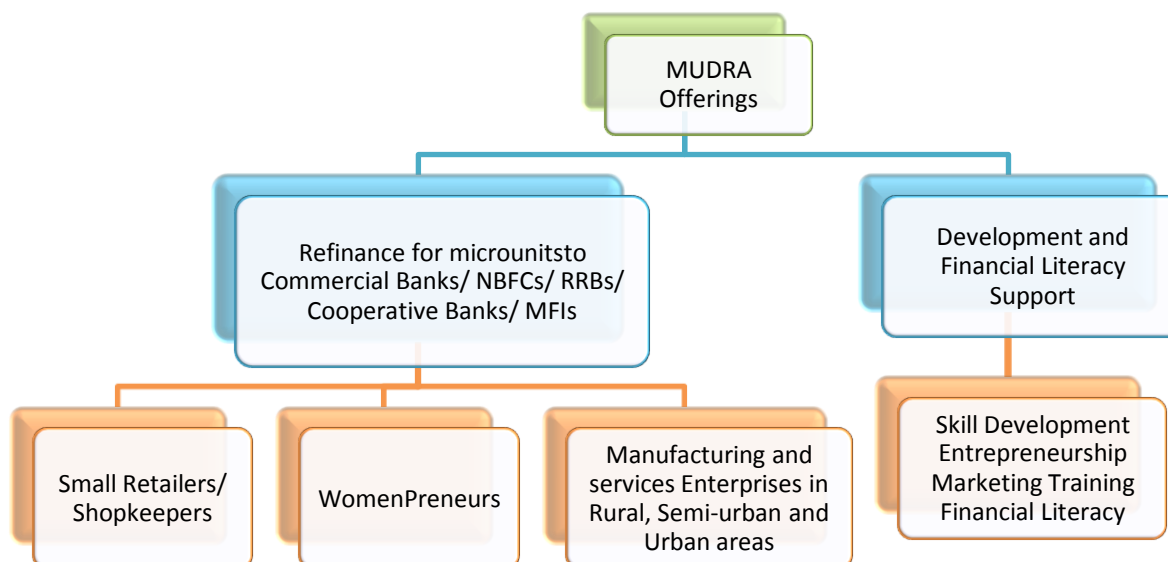 MUDRA
Offerings
Refinance for microunitsto
Commercial Banks/ NBFCs/ RRBs/
Cooperative Banks/ MFIs
Development and
Financial Literacy
Support
Small Retailers/
Shopkeepers
WomenPreneurs
Manufacturing and
services Enterprises in
Rural, Semi-urban and
Urban areas
Skill Development
Entrepreneurship
Marketing Training
Financial Literacy